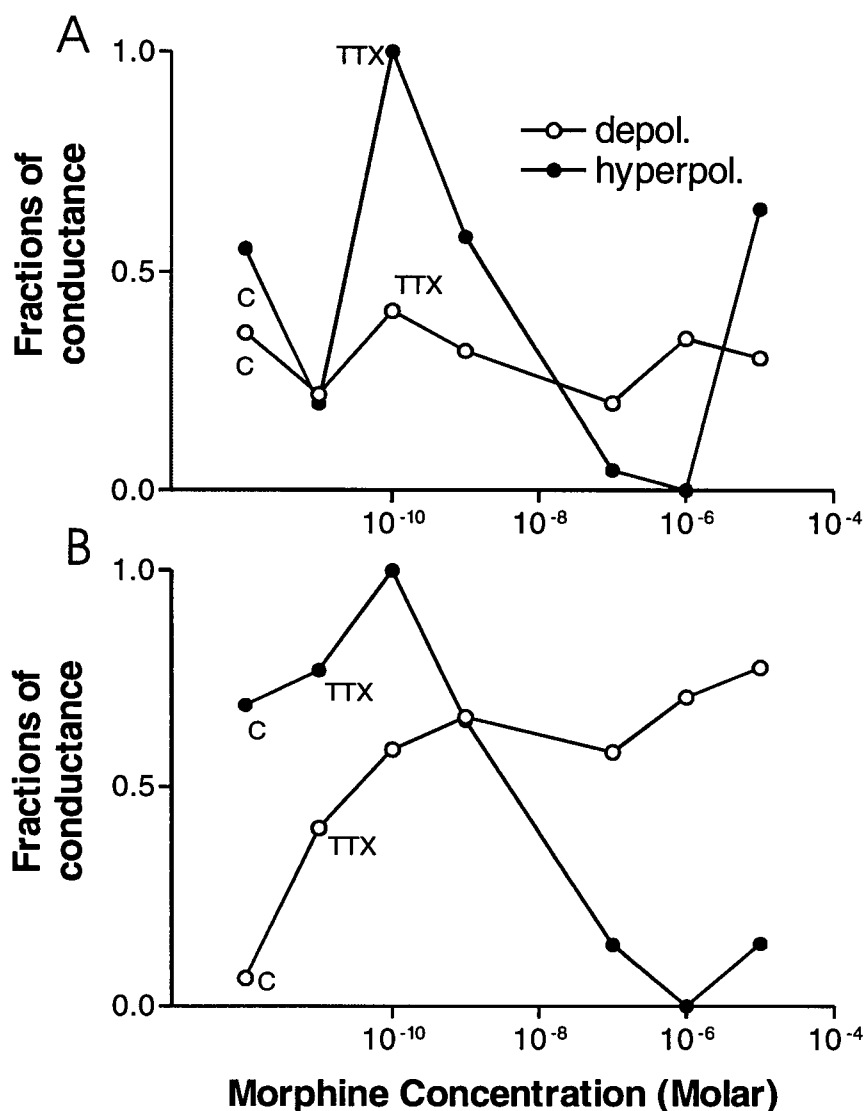 A
1.0
TTX
depol.
hyperpol.
Fractions of
conductance
0.5
TTX
C
C
0.0
10-10
10-8
10-6
10-4
B
1.0
TTX
C
Fractions of
conductance
0.5
TTX
C
0.0
10-10
10-8
10-6
10-4
Morphine Concentration (Molar)